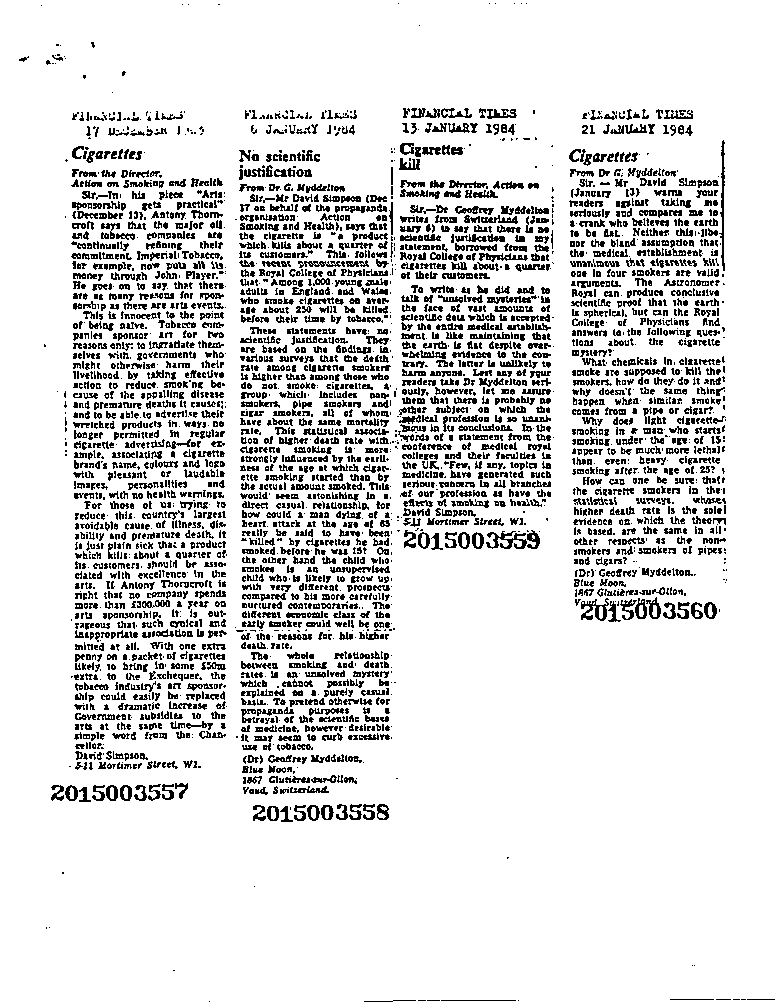 FINANCIAL TIMES
17 DECEMBER
Cigarettes
From the Director,
Action on Smoking and Health
Sir,—In his piece "Arts
sponsorship gets practical"
(December 13), Antony Thorn-
croft says that the major oil
and tobacco companies are
"continually refining their
commitment. Imperial Tobacco,
for example, now puts all its
money through John Player."
He goes on to say that there
are as many reasons for spon-
sorship as there are arts events.
This is innocent to the point
of being naive. Tobacco com-
panies sponsor art for two
reasons only: to ingratiate them-
selves with governments who
might otherwise harm their
livelihood by taking effective
action to reduce smoking be-
cause of the appalling disease
and premature deaths it causes;
and to be able to advertise their
wretched products in ways no
longer permitted in regular
cigarette advertising—for ex-
ample, associating a cigarette
brand's name, colours and logo
with pleasant or laudable
images, personalities and
events, with no health warnings.
For those of us trying to
reduce this country's largest
avoidable cause of illness, dis-
ability and premature death, it
is just plain sick that a product
which kills about a quarter of
its customers should be asso-
ciated with excellence in the
arts. If Antony Thorncroft is
right that no company spends
more than £300,000 a year on
arts sponsorship, it is out-
rageous that such cynical and
inappropriate association is per-
mitted at all. With one extra
penny on a packet of cigarettes
likely to bring in some £50m
extra to the Exchequer, the
tobacco industry's art sponsor-
ship could easily be replaced
with a dramatic increase of
Government subsidies to the
arts at the same time—by a
simple word from the Chan-
cellor.
David Simpson,
5-11 Mortimer Street, W1.
2015003557
FINANCIAL TIMES
6 JANUARY 1984
No scientific
justification
From Dr G. Myddelton
Sir,—Mr David Simpson (Dec
17 on behalf of the propaganda
organisation Action on
Smoking and Health), says that
the cigarette is "a product
which kills about a quarter of
its customers." This follows
the recent pronouncement by
the Royal College of Physicians
that "Among 1,000 young male
adults in England and Wales
who smoke cigarettes on aver-
age about 250 will be killed
before their time by tobacco."
These statements have no
scientific justification. They
are based on the findings in
various surveys that the death
rate among cigarette smokers
is higher than among those who
do not smoke cigarettes, a
group which includes non-
smokers, pipe smokers and
cigar smokers, all of whom
have about the same mortality
rate. This statistical associa-
tion of higher death rate with
cigarette smoking is more
strongly influenced by the earli-
ness of the age at which cigar-
ette smoking started than by
the actual amount smoked. This
would seem astonishing in a
direct casual relationship, for
how could a man dying of a
heart attack at the age of 65
really be said to have been
"killed" by cigarettes he had
smoked before he was 15? On
the other hand the child who
smokes is an unsupervised
child who is likely to grow up
with very different prospects
compared to his more carefully
nurtured contemporaries. The
different economic class of the
early smoker could well be one
of the reasons for his higher
death rate.
The whole relationship
between smoking and death
rates is an unsolved mystery
which cannot possibly be
explained on a purely casual
basis. To pretend otherwise for
propaganda purposes is a
betrayal of the scientific bases
of medicine, however desirable
it may seem to curb excessive
use of tobacco.
(Dr) Geoffrey Myddelton,
Blue Moon,
1867 Glutières-sur-Ollon,
Vaud, Switzerland.
2015003558
FINANCIAL TIMES
13 JANUARY 1984
Cigarettes
kill
From the Director, Action on
Smoking and Health.
Sir,—Dr Geoffrey Myddelton
writes from Switzerland (Jan-
uary 6) to say that there is no
scientific justification in my
statement, borrowed from the
Royal College of Physicians that
cigarettes kill about a quarter
of their customers.
To write as he did and to
talk of "unsolved mysteries" in
the face of vast amounts of
scientific data which is accepted
by the entire medical establish-
ment is like maintaining that
the earth is flat despite over-
whelming evidence to the con-
trary. The latter is unlikely to
harm anyone. Lest any of your
readers take Dr Myddelton seri-
ously, however, let me assure
them that there is probably no
other subject on which the
medical profession is so unani-
mous in its conclusions. In the
words of a statement from the
conference of medical royal
colleges and their faculties in
the UK, "Few, if any, topics in
medicine have generated such
serious concern in all branches
of our profession as have the
effects of smoking on health."
David Simpson,
5-11 Mortimer Street, W1.
2015003559
FINANCIAL TIMES
21 JANUARY 1984
Cigarettes
From Dr G. Myddelton
Sir. — Mr David Simpson
(January 13) warns your
readers against taking me
seriously and compares me to
a crank who believes the earth
to be flat. Neither this jibe
nor the bland assumption that
the medical establishment is
unanimous that cigarettes kill
one in four smokers are valid
arguments. The Astronomer
Royal can produce conclusive
scientific proof that the earth
is spherical, but can the Royal
College of Physicians find
answers to the following ques-
tions about the cigarette
mystery?
What chemicals in cigarette
smoke are supposed to kill the
smokers, how do they do it and
why doesn't the same thing
happen when similar smoke
comes from a pipe or cigar?
Why does light cigarette
smoking in a man who starts
smoking under the age of 15
appear to be much more lethal
than even heavy cigarette
smoking after the age of 25?
How can one be sure that
the cigarette smokers in the
statistical surveys, whose
higher death rate is the sole
evidence on which the theory
is based, are the same in all
other respects as the non-
smokers and smokers of pipes
and cigars?
(Dr) Geoffrey Myddelton.
Blue Moon,
1867 Glutières-sur-Ollon,
Vaud, Switzerland.
2015003560